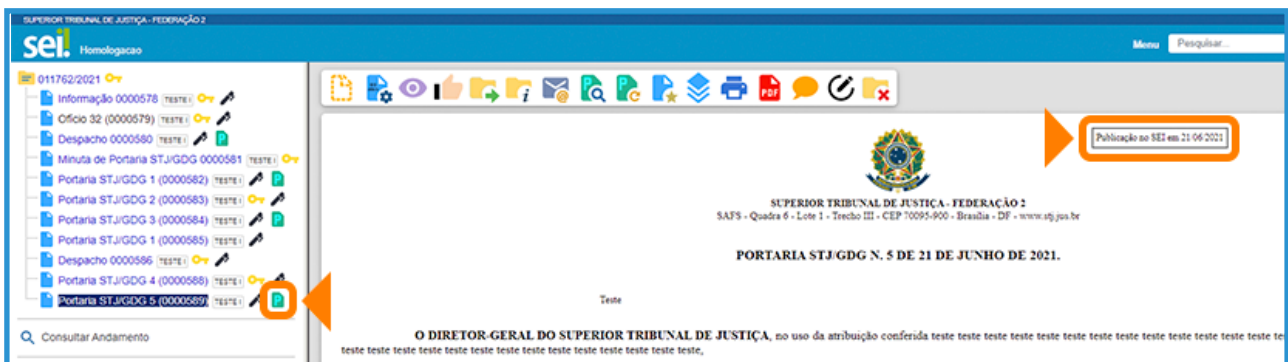 SUPERIOR TRIBUNAL DE JUSTIÇA - FEDERAÇÃO 2
sei! Homologacao
Menu Pesquisar...
011762/2021
Informação 0000578 TESTE
Ofício 32 (0000579) TESTE
Despacho 0000580 TESTE
Minuta de Portaria STJ/GDG 0000581 TESTE
Portaria STJ/GDG 1 (0000582) TESTE
Portaria STJ/GDG 2 (0000583) TESTE
Portaria STJ/GDG 3 (0000584) TESTE
Portaria STJ/GDG 1 (0000585) TESTE
Despacho 0000586 TESTE
Portaria STJ/GDG 4 (0000588) TESTE
Portaria STJ/GDG 5 (0000589) TESTE
Consultar Andamento
PDF
Publicação no SEI em 21/06/2021
SUPERIOR TRIBUNAL DE JUSTIÇA - FEDERAÇÃO 2
SAFS - Quadra 6 - Lote 1 - Trecho III - CEP 70095-900 - Brasília - DF - www.stj.jus.br
PORTARIA STJ/GDG N. 5 DE 21 DE JUNHO DE 2021.
Teste
O DIRETOR-GERAL DO SUPERIOR TRIBUNAL DE JUSTIÇA, no uso da atribuição conferida teste teste teste teste teste teste teste teste teste teste teste te
teste teste teste teste teste teste teste teste teste teste teste teste teste teste teste,